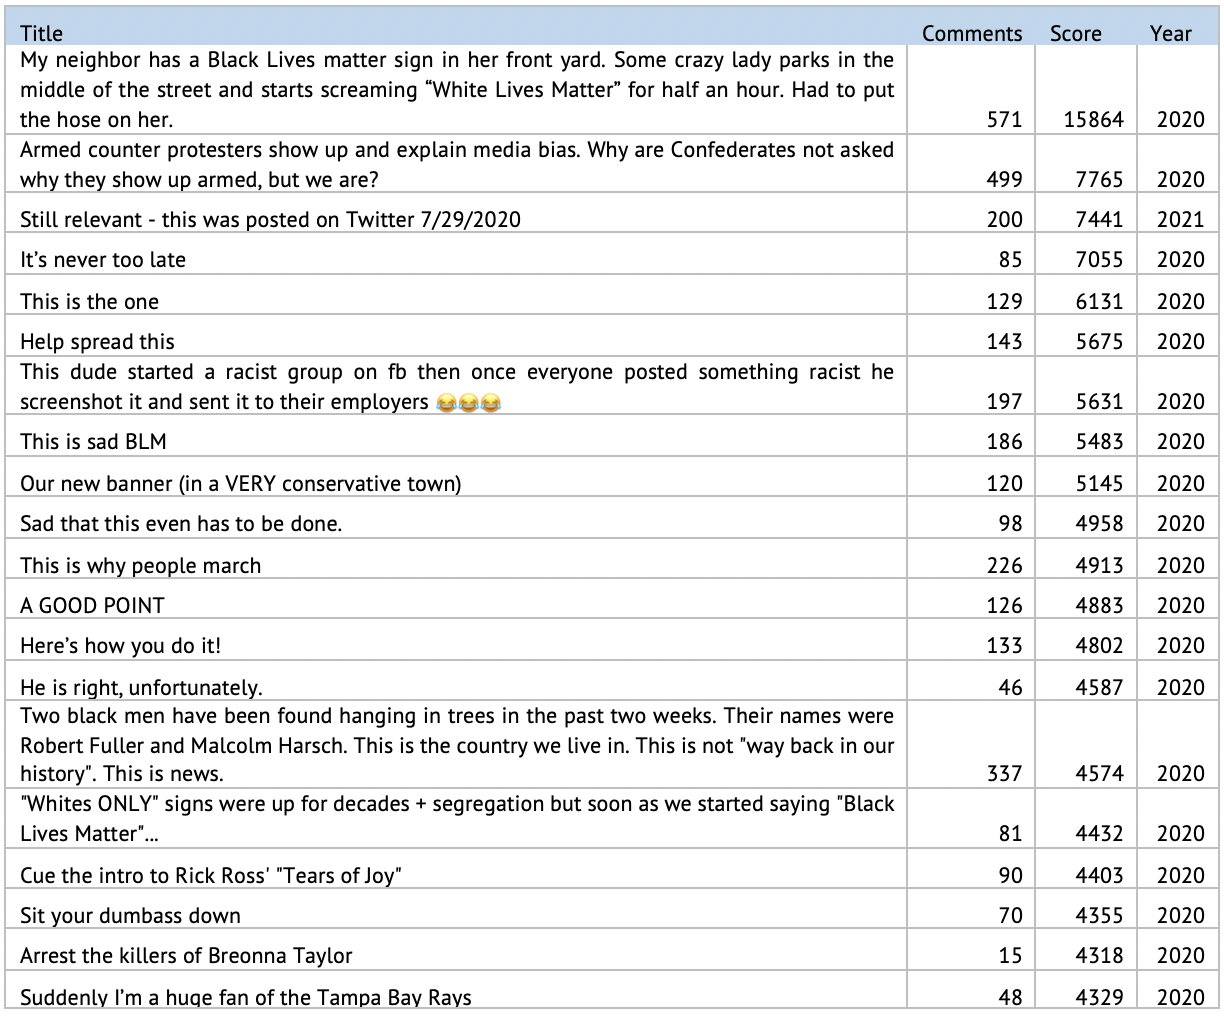 Title Comments Score Year
My neighbor has a Black Lives matter sign in her front yard. Some crazy lady parks in the
middle of the street and starts screaming “White Lives Matter” for half an hour. Had to put
the hose on her. 571 15864 2020
Armed counter protesters show up and explain media bias. Why are Confederates not asked
why they show up armed, but we are? 499 7765 2020
Still relevant - this was posted on Twitter 7/29/2020 200 7441 2021
It’s never too late 85 7055 2020
This is the one 129 6131 2020
Help spread this 143 5675 2020
This dude started a racist group on fb then once everyone posted something racist he
screenshot it and sent it to their employers 😂😂😂 197 5631 2020
This is sad BLM 186 5483 2020
Our new banner (in a VERY conservative town) 120 5145 2020
Sad that this even has to be done. 98 4958 2020
This is why people march 226 4913 2020
A GOOD POINT 126 4883 2020
Here’s how you do it! 133 4802 2020
He is right, unfortunately. 46 4587 2020
Two black men have been found hanging in trees in the past two weeks. Their names were
Robert Fuller and Malcolm Harsch. This is the country we live in. This is not "way back in our
history". This is news. 337 4574 2020
"Whites ONLY" signs were up for decades + segregation but soon as we started saying "Black
Lives Matter"... 81 4432 2020
Cue the intro to Rick Ross' "Tears of Joy" 90 4403 2020
Sit your dumbass down 70 4355 2020
Arrest the killers of Breonna Taylor 15 4318 2020
Suddenly I’m a huge fan of the Tampa Bay Rays 48 4329 2020